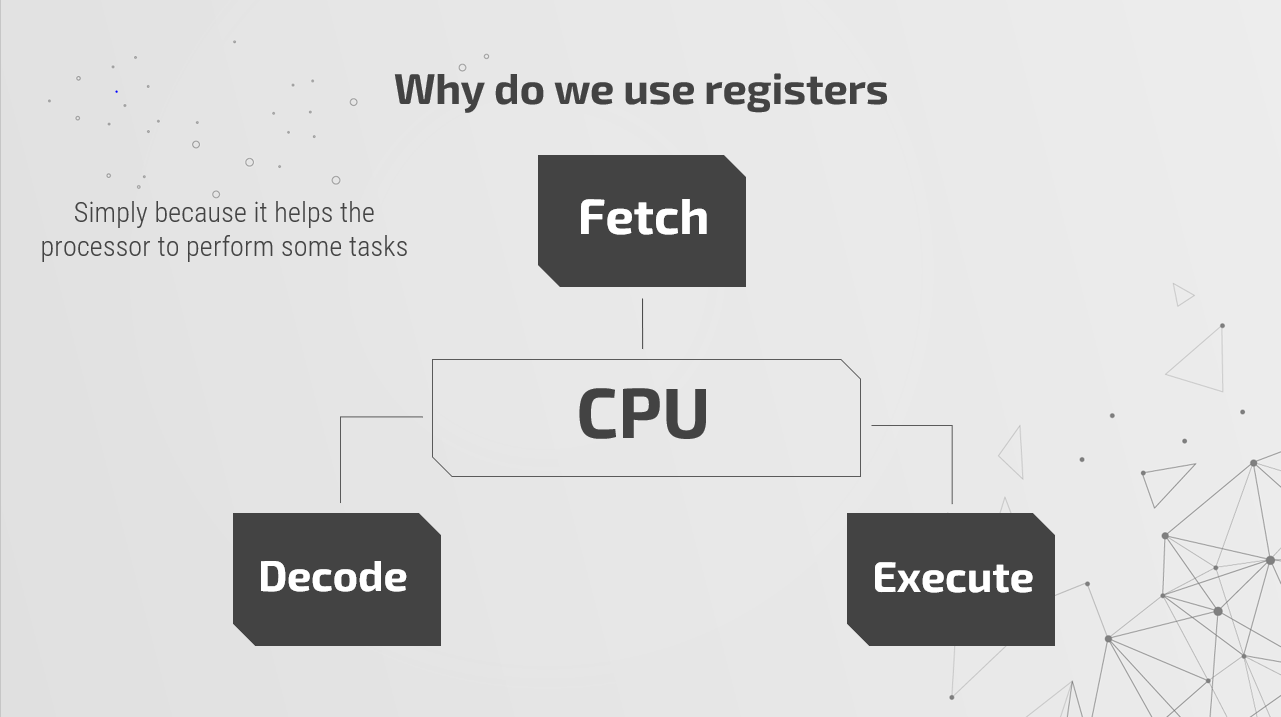 Why do we use registers
Simply because it helps the
processor to perform some tasks
Fetch
CPU
Decode
Execute